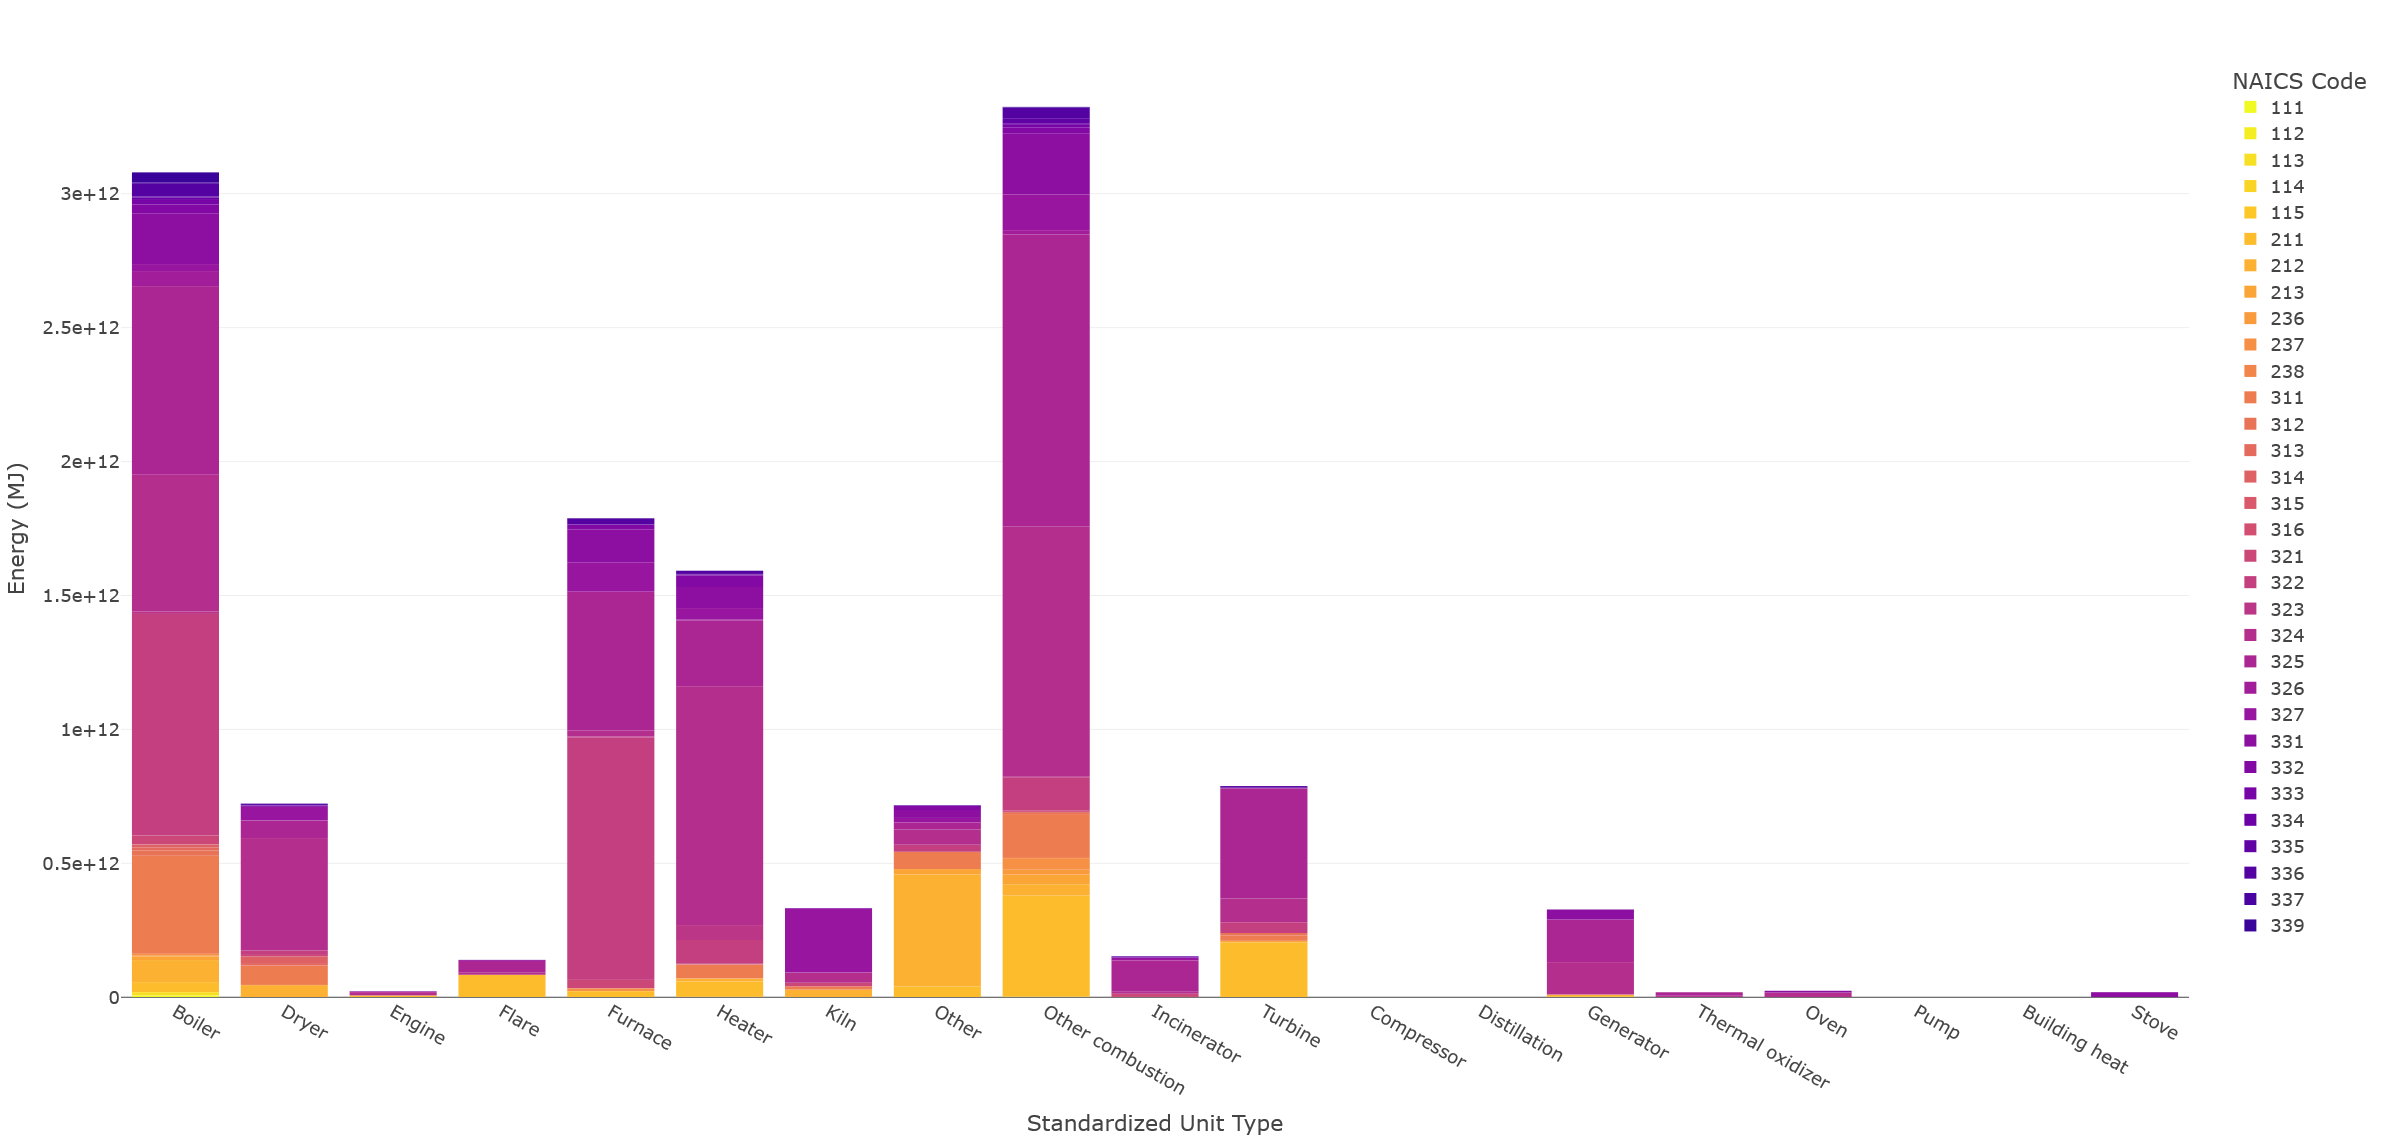 NAICS Code
111
112
113
114
115
211
212
213
236
237
238
311
312
313
314
315
316
321
322
323
324
325
326
327
331
332
333
334
335
336
337
339
3e+12
2.5e+12
2e+12
1.5e+12
1e+12
0.5e+12
0
Energy (MJ)
Boiler
Dryer
Engine
Flare
Furnace
Heater
Kiln
Other
Other combustion
Incinerator
Turbine
Compressor
Distillation
Generator
Thermal oxidizer
Oven
Pump
Building heat
Stove
Standardized Unit Type